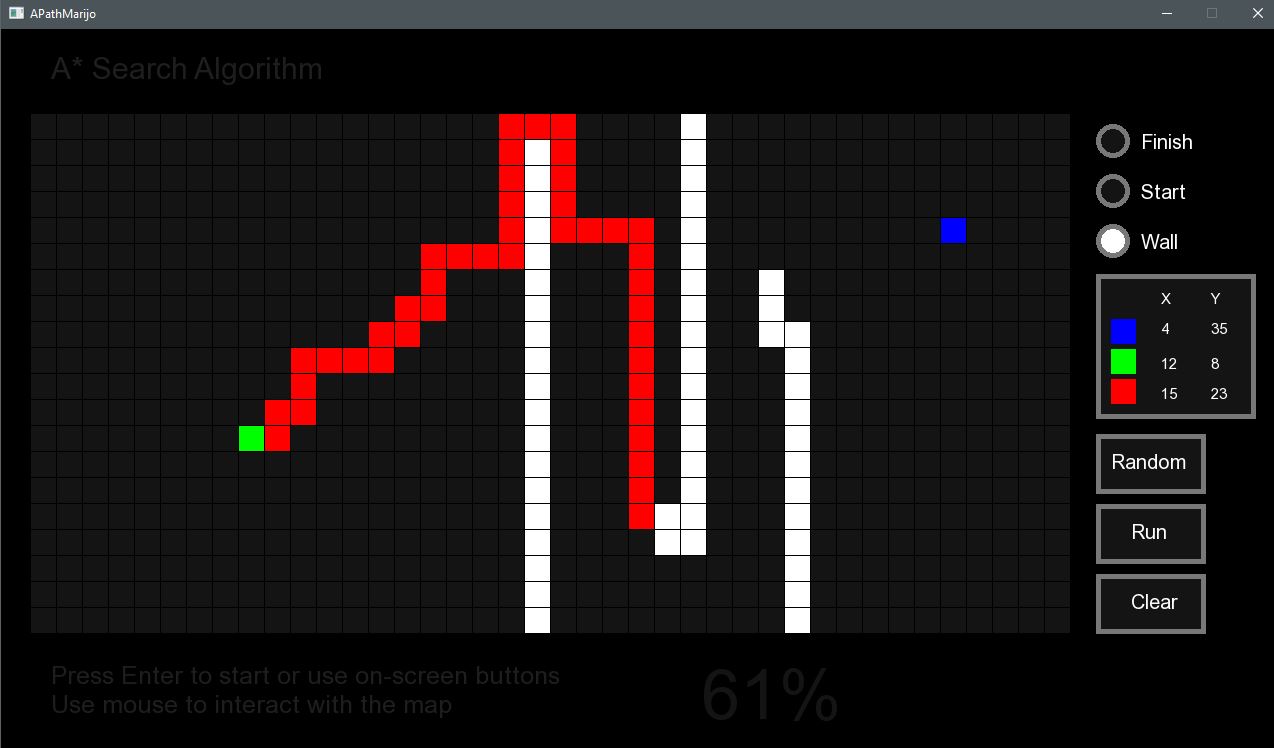 APathMarijo
A* Search Algorithm
Finish
Start
Wall
X Y
4 35
12 8
15 23
Random
Run
Clear
Press Enter to start or use on-screen buttons
Use mouse to interact with the map
61%